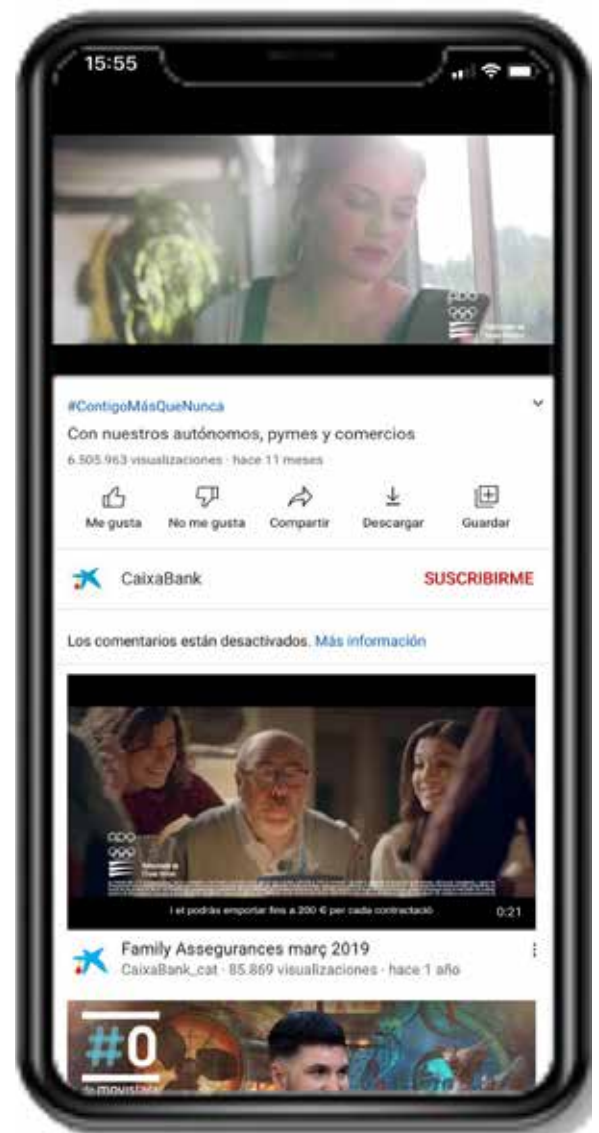 15:55
#ContigoMásQueNunca
Con nuestros autónomos, pymes y comercios
6.505.963 visualizaciones · hace 11 meses
Me gusta No me gusta Compartir Descargar Guardar
CaixaBank SUSCRIBIRME
Los comentarios están desactivados. Más información
I et podràs emportar fins a 200 € per cada contractació 0:21
Family Assegurances març 2019
CaixaBank_cat · 85.869 visualizaciones · hace 1 año
#0
de movistar